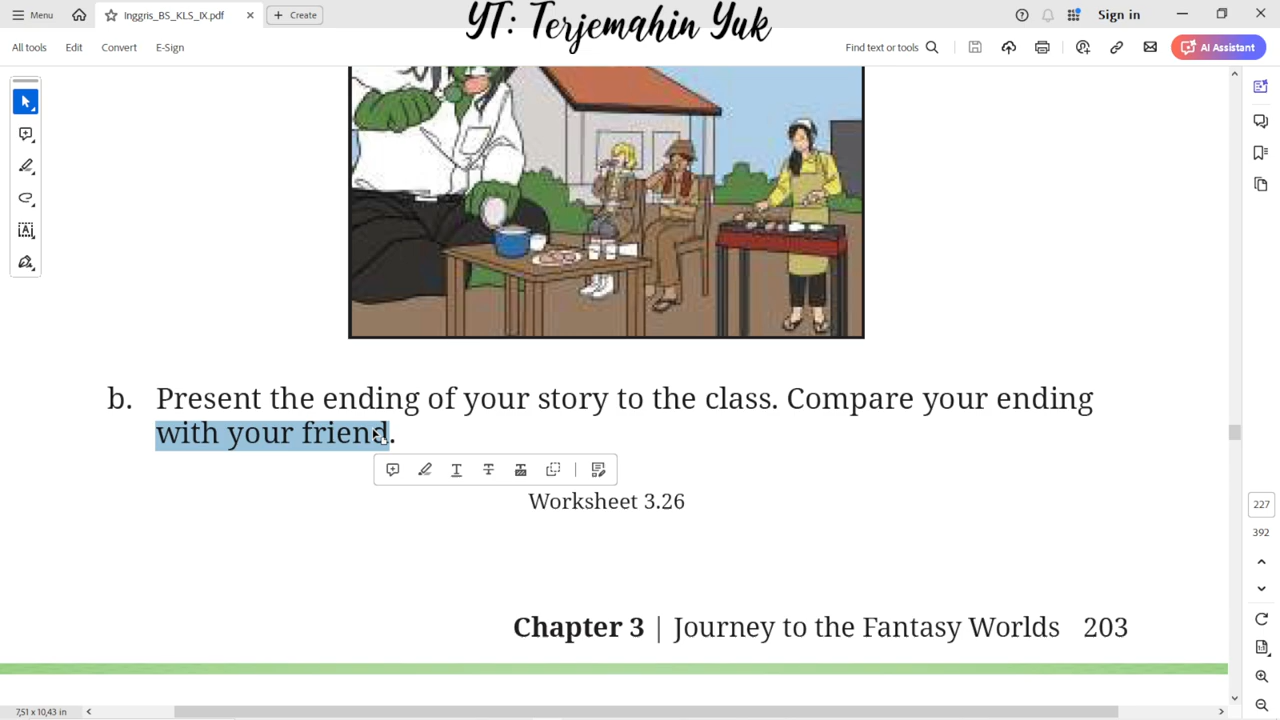 YT: Terjemahin Yuk
Menu
Inggris_BS_KLS_IX.pdf
Create
Sign in
All tools Edit Convert E-Sign
Find text or tools
AI Assistant
b. Present the ending of your story to the class. Compare your ending
with your friend.
Worksheet 3.26
227
392
Chapter 3 | Journey to the Fantasy Worlds 203
7,51 x 10,43 in